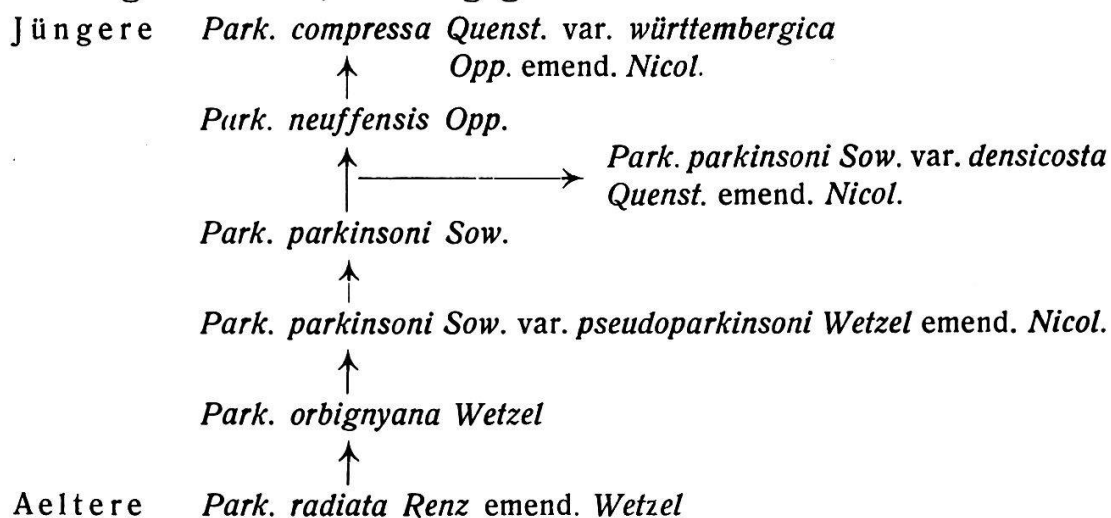 Jüngere Park. compressa Quenst. var. württembergica
Opp. emend. Nicol.
Park. neuffensis Opp.
Park. parkinsoni Sow. var. densicosta
Quenst. emend. Nicol.
Park. parkinsoni Sow.
Park. parkinsoni Sow. var. pseudoparkinsoni Wetzel emend. Nicol.
Park. orbignyana Wetzel
Aeltere Park. radiata Renz emend. Wetzel